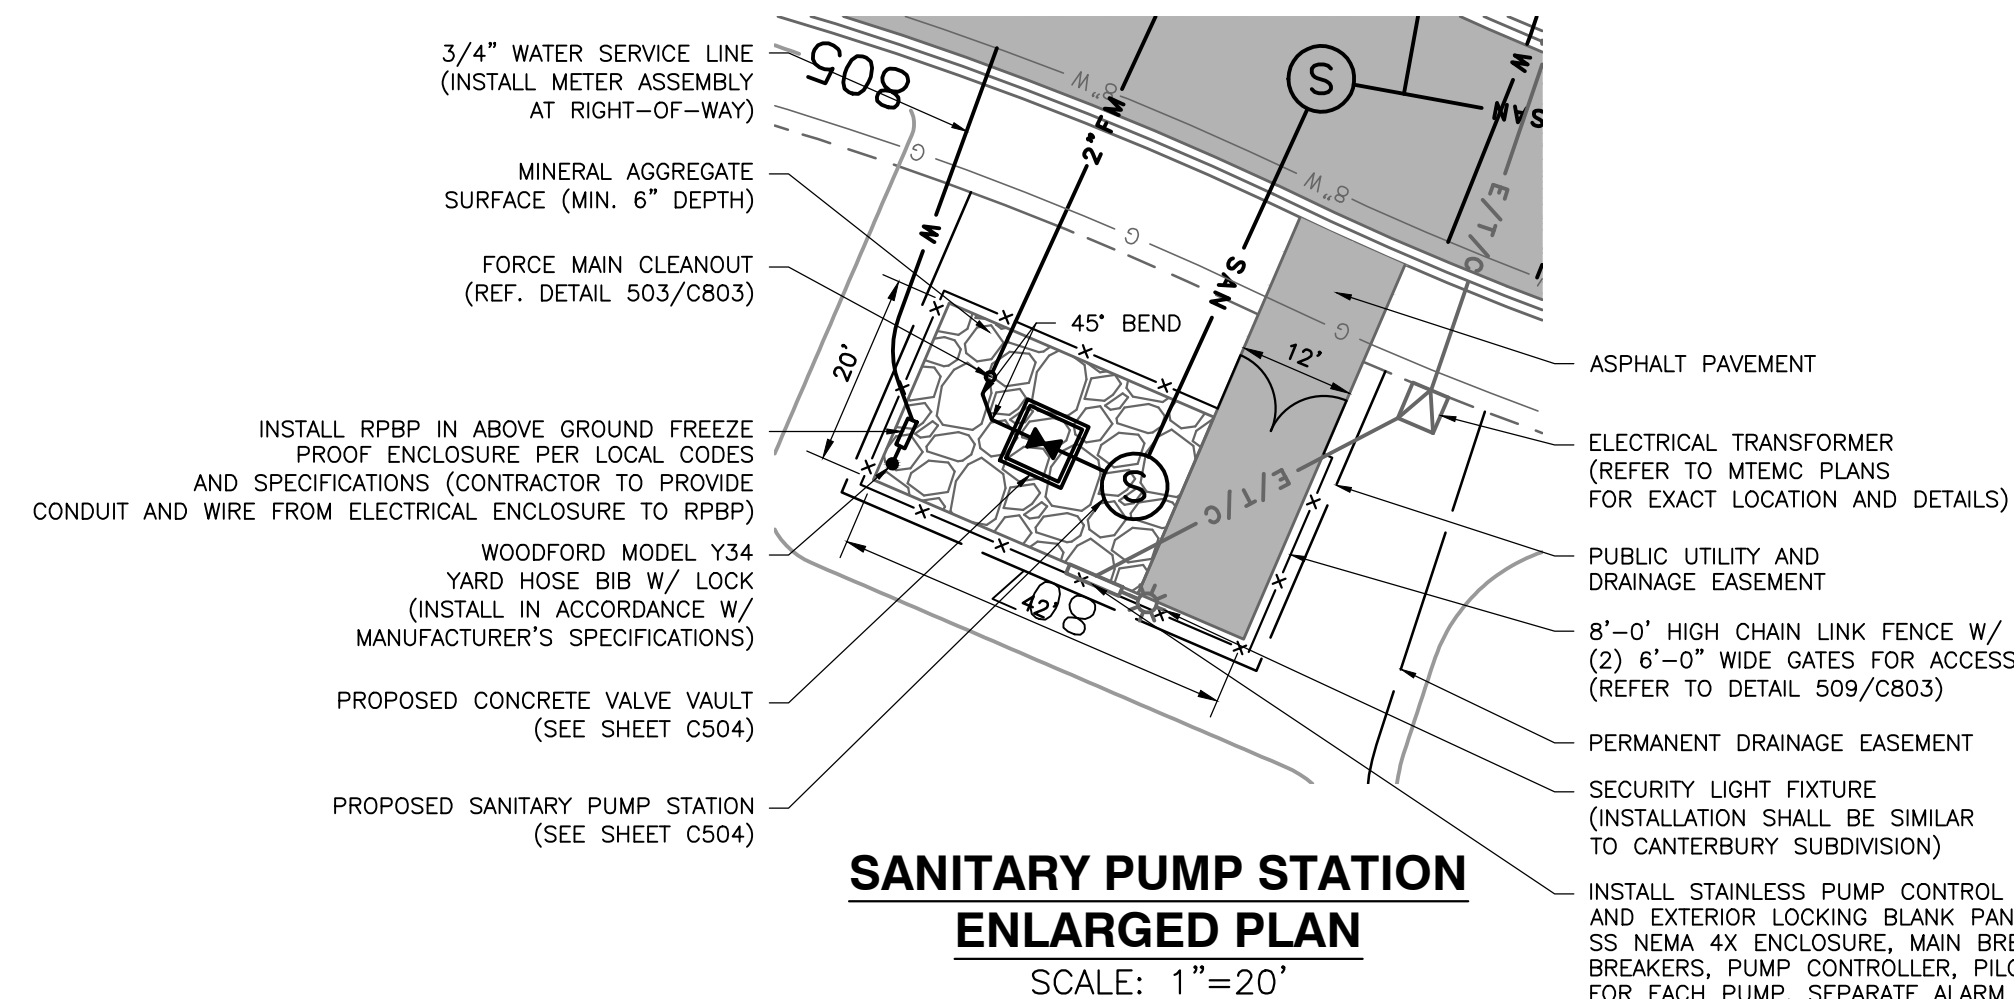 3/4" WATER SERVICE LINE
(INSTALL METER ASSEMBLY
AT RIGHT-OF-WAY)
MINERAL AGGREGATE
SURFACE (MIN. 6" DEPTH)
FORCE MAIN CLEANOUT
(REF. DETAIL 503/C803)
INSTALL RPBP IN ABOVE GROUND FREEZE
PROOF ENCLOSURE PER LOCAL CODES
AND SPECIFICATIONS (CONTRACTOR TO PROVIDE
CONDUIT AND WIRE FROM ELECTRICAL ENCLOSURE TO RPBP)
WOODFORD MODEL Y34
YARD HOSE BIB W/ LOCK
(INSTALL IN ACCORDANCE W/
MANUFACTURER'S SPECIFICATIONS)
PROPOSED CONCRETE VALVE VAULT
(SEE SHEET C504)
PROPOSED SANITARY PUMP STATION
(SEE SHEET C504)
805
8"W
2"FM
S
W
SAN
G
8"W
E/T/C
W
G
SAN
G
45° BEND
12'
20'
S
E/T/C
42'
80
ASPHALT PAVEMENT
ELECTRICAL TRANSFORMER
(REFER TO MTEMC PLANS
FOR EXACT LOCATION AND DETAILS)
PUBLIC UTILITY AND
DRAINAGE EASEMENT
8'-0' HIGH CHAIN LINK FENCE W/
(2) 6'-0" WIDE GATES FOR ACCESS
(REFER TO DETAIL 509/C803)
PERMANENT DRAINAGE EASEMENT
SECURITY LIGHT FIXTURE
(INSTALLATION SHALL BE SIMILAR
TO CANTERBURY SUBDIVISION)
INSTALL STAINLESS PUMP CONTROL
AND EXTERIOR LOCKING BLANK PAN
SS NEMA 4X ENCLOSURE, MAIN BRE
BREAKERS, PUMP CONTROLLER, PILO
FOR EACH PUMP, SEPARATE ALARM
SANITARY PUMP STATION
ENLARGED PLAN
SCALE: 1"=20'